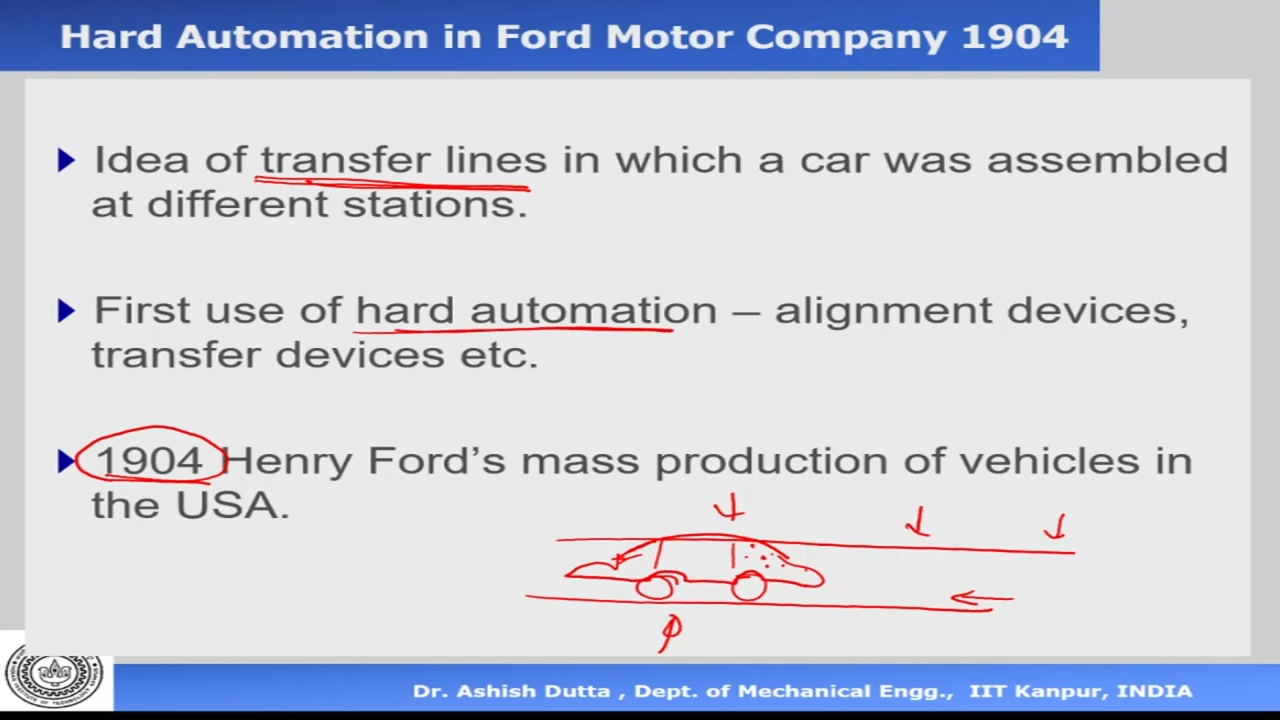 Hard Automation in Ford Motor Company 1904
Idea of transfer lines in which a car was assembled
at different stations.
First use of hard automation – alignment devices,
transfer devices etc.
1904 Henry Ford's mass production of vehicles in
the USA.
Dr. Ashish Dutta , Dept. of Mechanical Engg., IIT Kanpur, INDIA